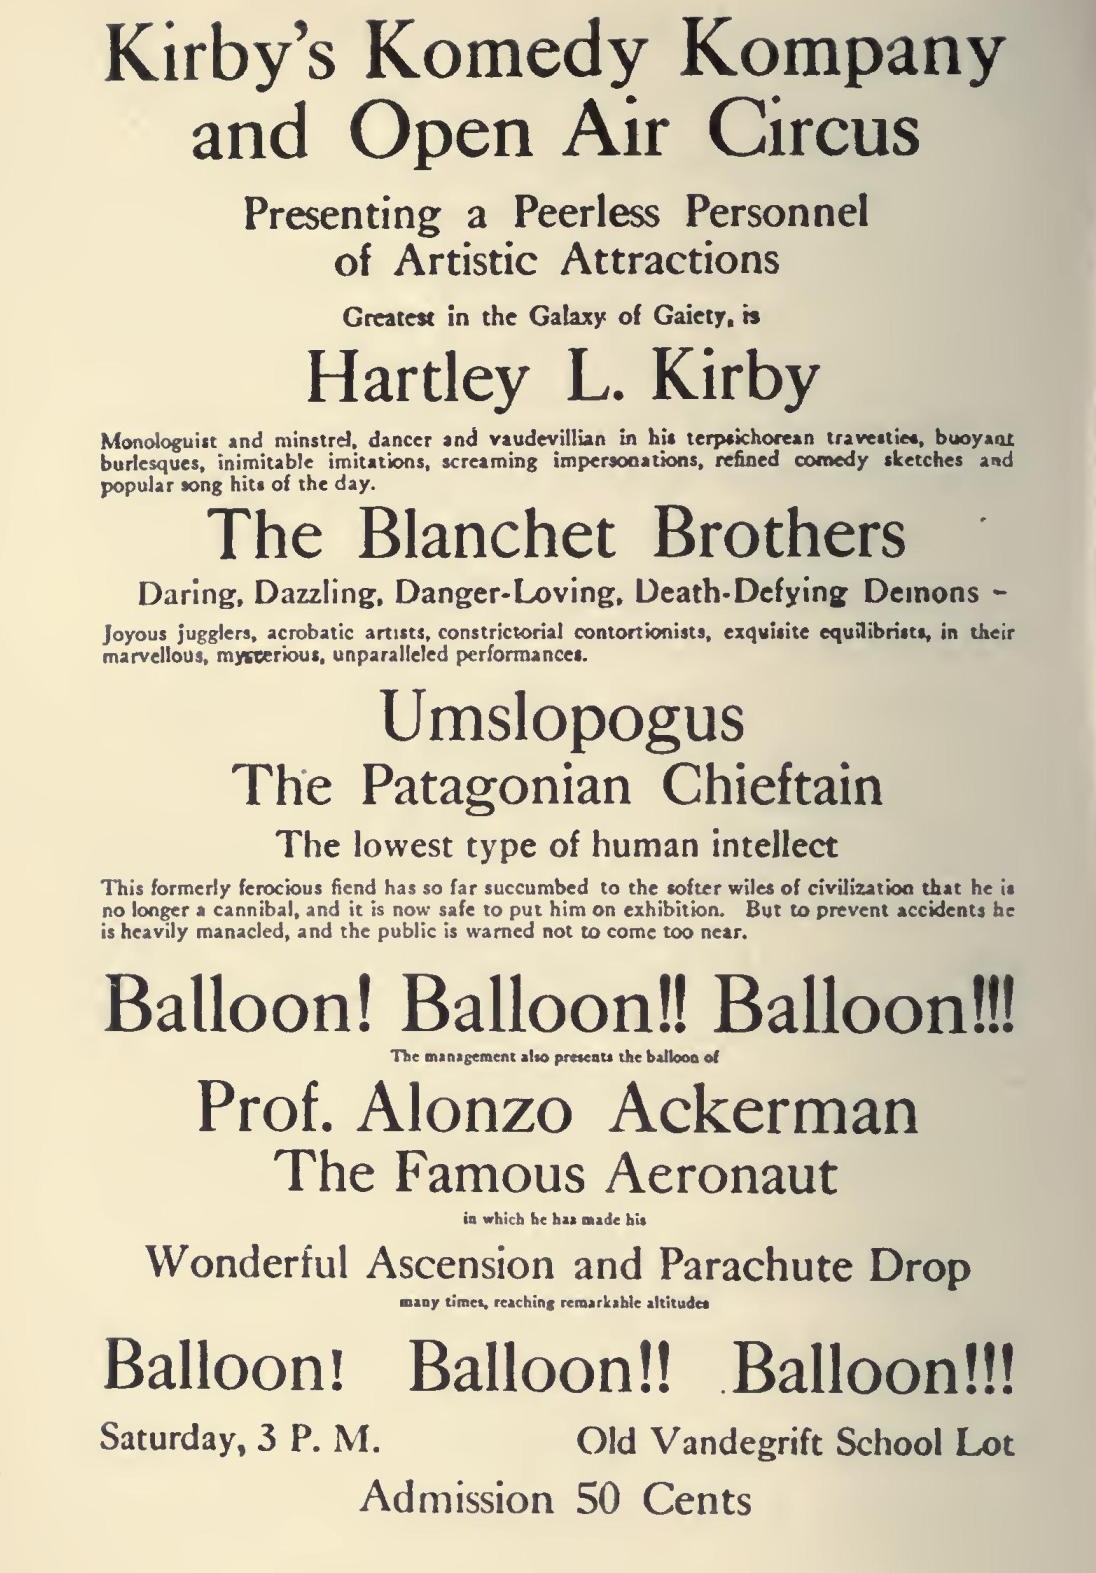 Kirby's Komedy Kompany
and Open Air Circus
Presenting a Peerless Personnel
of Artistic Attractions
Greatest in the Galaxy of Gaiety, is
Hartley L. Kirby
Monologuist and minstrel, dancer and vaudevillian in his terpsichorean travesties, buoyant
burlesques, inimitable imitations, screaming impersonations, refined comedy sketches and
popular song hits of the day.
The Blanchet Brothers
Daring, Dazzling, Danger-Loving, Death-Defying Demons -
Joyous jugglers, acrobatic artists, constrictorial contortionists, exquisite equilibrists, in their
marvellous, mysterious, unparalleled performances.
Umslopogus
The Patagonian Chieftain
The lowest type of human intellect
This formerly ferocious fiend has so far succumbed to the softer wiles of civilization that he is
no longer a cannibal, and it is now safe to put him on exhibition. But to prevent accidents he
is heavily manacled, and the public is warned not to come too near.
Balloon! Balloon!! Balloon!!!
The management also presents the balloon of
Prof. Alonzo Ackerman
The Famous Aeronaut
in which he has made his
Wonderful Ascension and Parachute Drop
many times, reaching remarkable altitudes
Balloon! Balloon!! Balloon!!!
Saturday, 3 P. M. Old Vandegrift School Lot
Admission 50 Cents